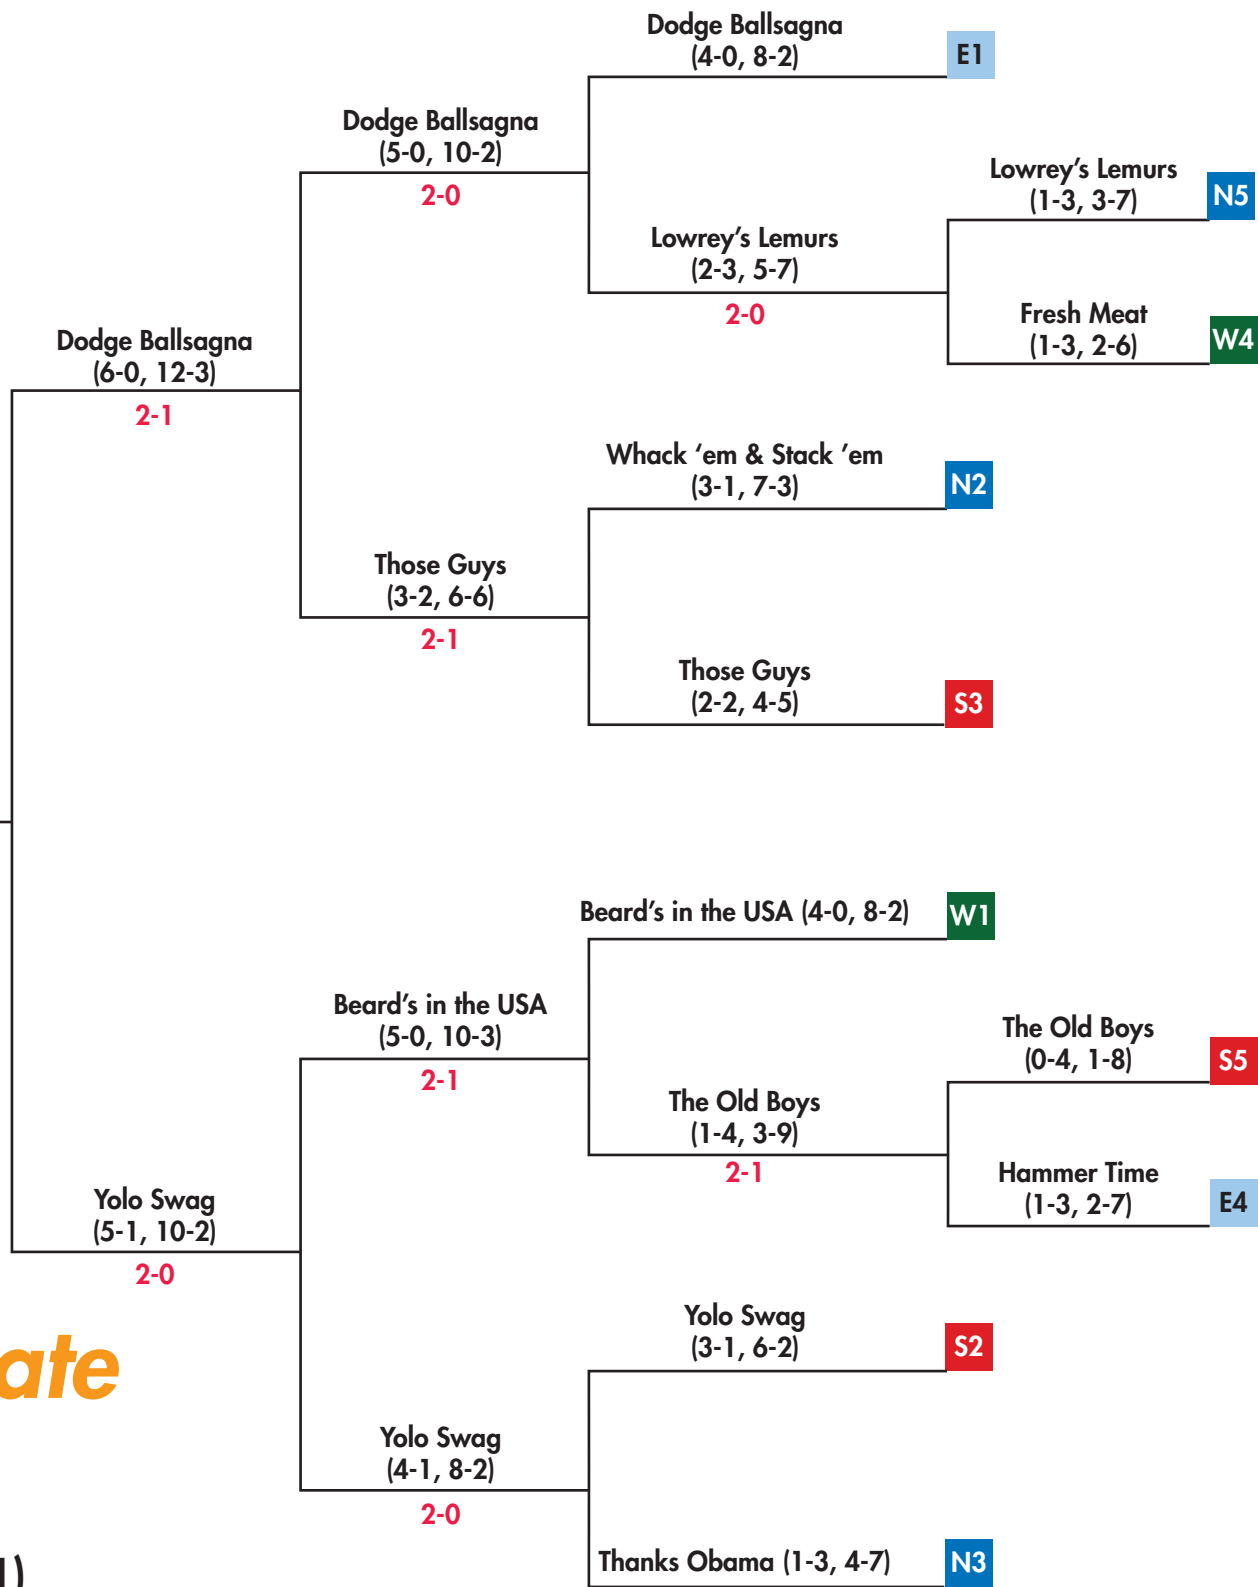 Dodge Ballsagna
(4-0, 8-2)
E1
Dodge Ballsagna
(5-0, 10-2)
2-0
Lowrey’s Lemurs
(1-3, 3-7)
N5
Lowrey’s Lemurs
(2-3, 5-7)
2-0
Fresh Meat
(1-3, 2-6)
W4
Dodge Ballsagna
(6-0, 12-3)
2-1
Whack ‘em & Stack ’em
(3-1, 7-3)
N2
Those Guys
(3-2, 6-6)
2-1
Those Guys
(2-2, 4-5)
S3
Beard’s in the USA (4-0, 8-2)
W1
Beard’s in the USA
(5-0, 10-3)
2-1
The Old Boys
(0-4, 1-8)
S5
The Old Boys
(1-4, 3-9)
2-1
Hammer Time
(1-3, 2-7)
E4
Yolo Swag
(5-1, 10-2)
2-0
Yolo Swag
(3-1, 6-2)
S2
ate
Yolo Swag
(4-1, 8-2)
2-0
Thanks Obama (1-3, 4-7)
N3
1)